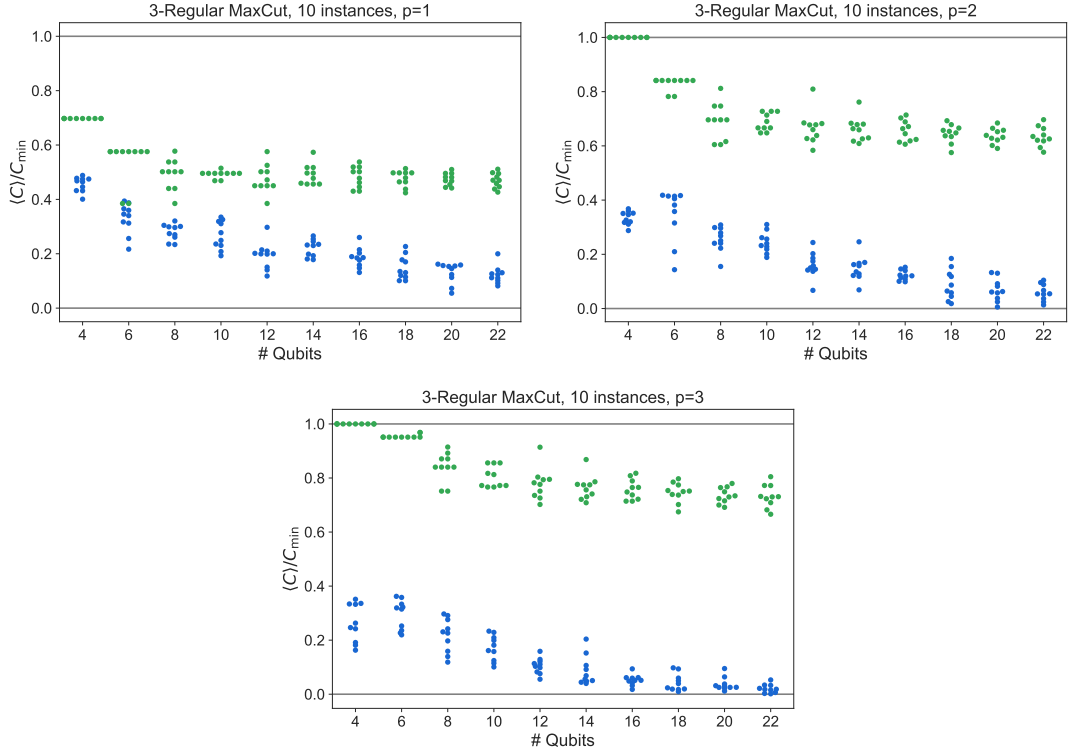 3-Regular MaxCut, 10 instances, p=1
⟨C⟩/C_min
1.0
0.8
0.6
0.4
0.2
0.0
4 6 8 10 12 14 16 18 20 22
# Qubits
3-Regular MaxCut, 10 instances, p=2
⟨C⟩/C_min
1.0
0.8
0.6
0.4
0.2
0.0
4 6 8 10 12 14 16 18 20 22
# Qubits
3-Regular MaxCut, 10 instances, p=3
⟨C⟩/C_min
1.0
0.8
0.6
0.4
0.2
0.0
4 6 8 10 12 14 16 18 20 22
# Qubits